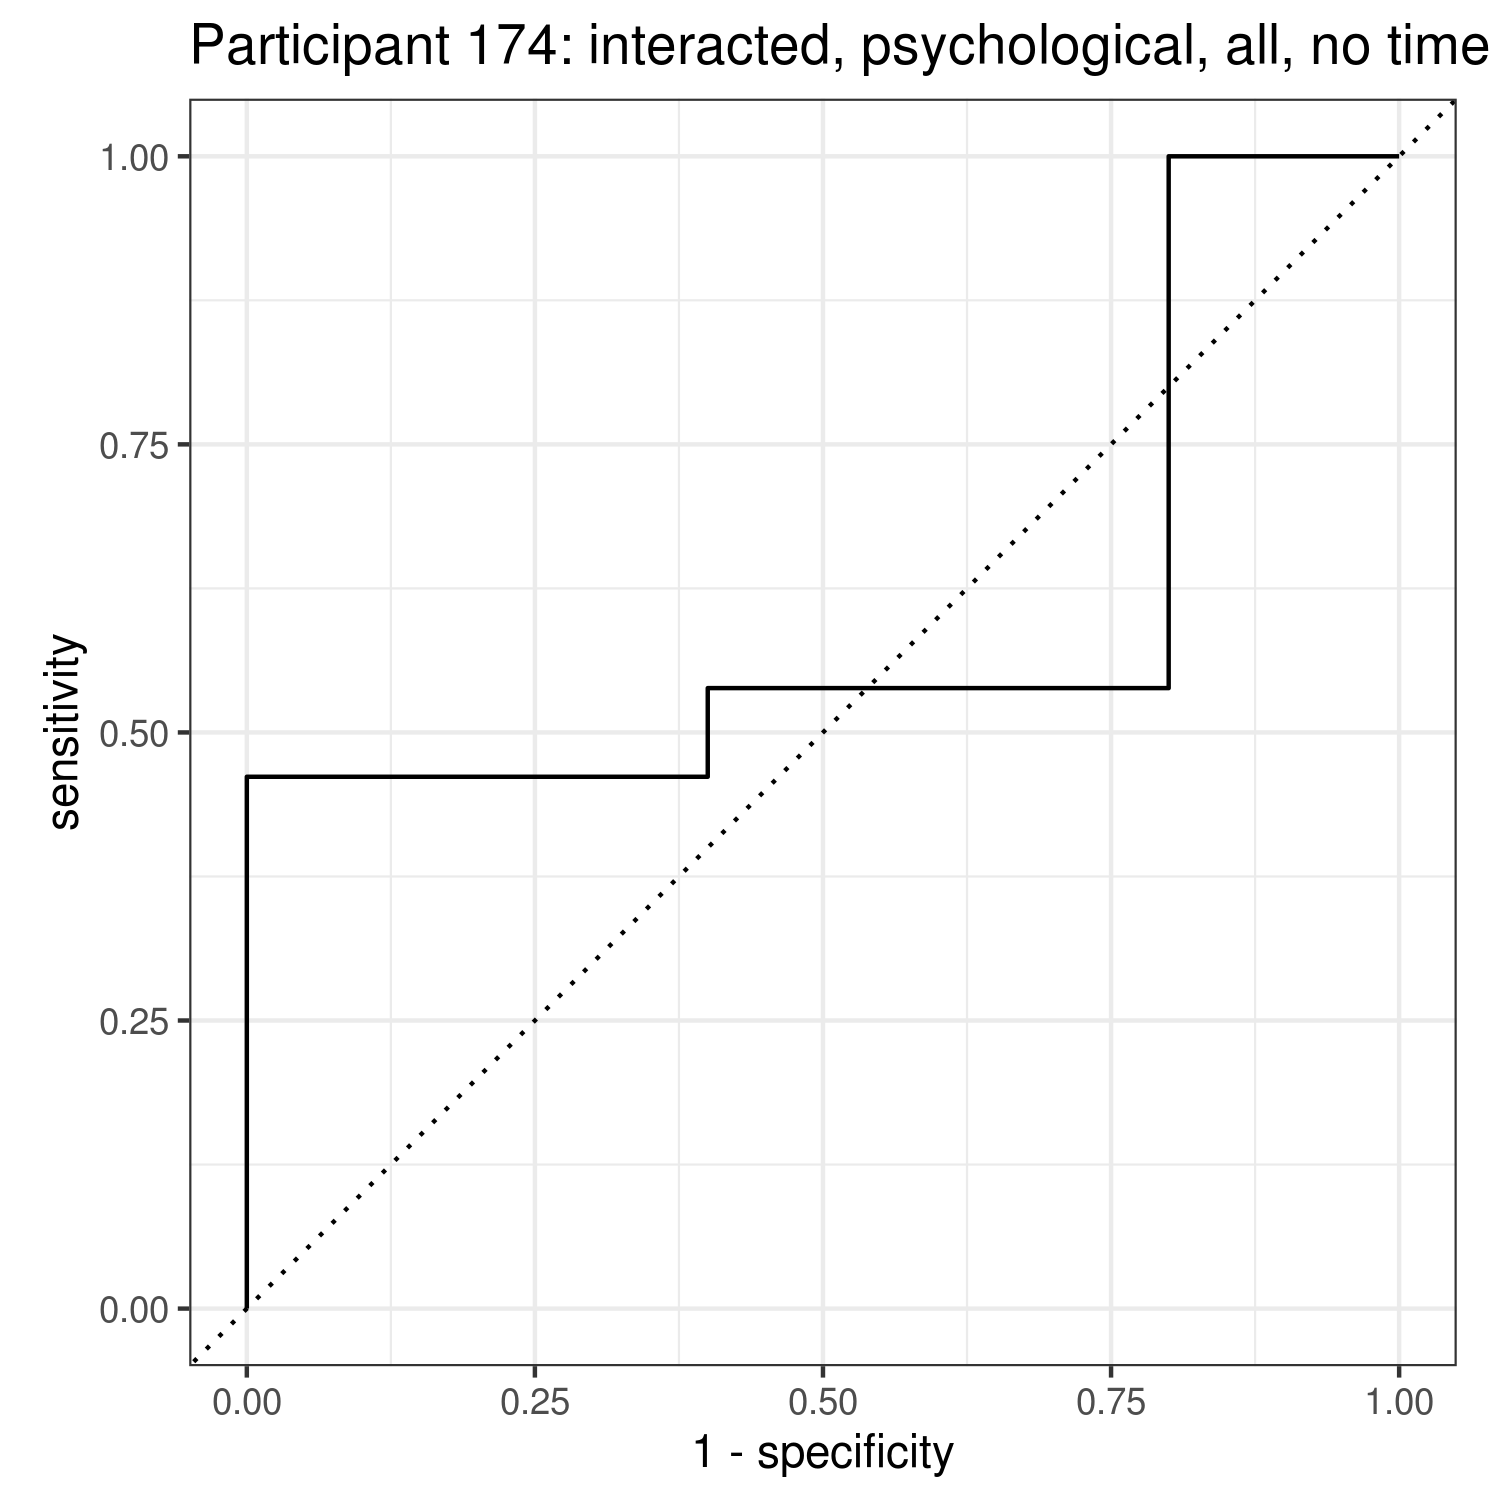 Participant 174: interacted, psychological, all, no time
1.00
0.75
0.50
0.25
0.00
sensitivity
0.00 0.25 0.50 0.75 1.00
1 - specificity